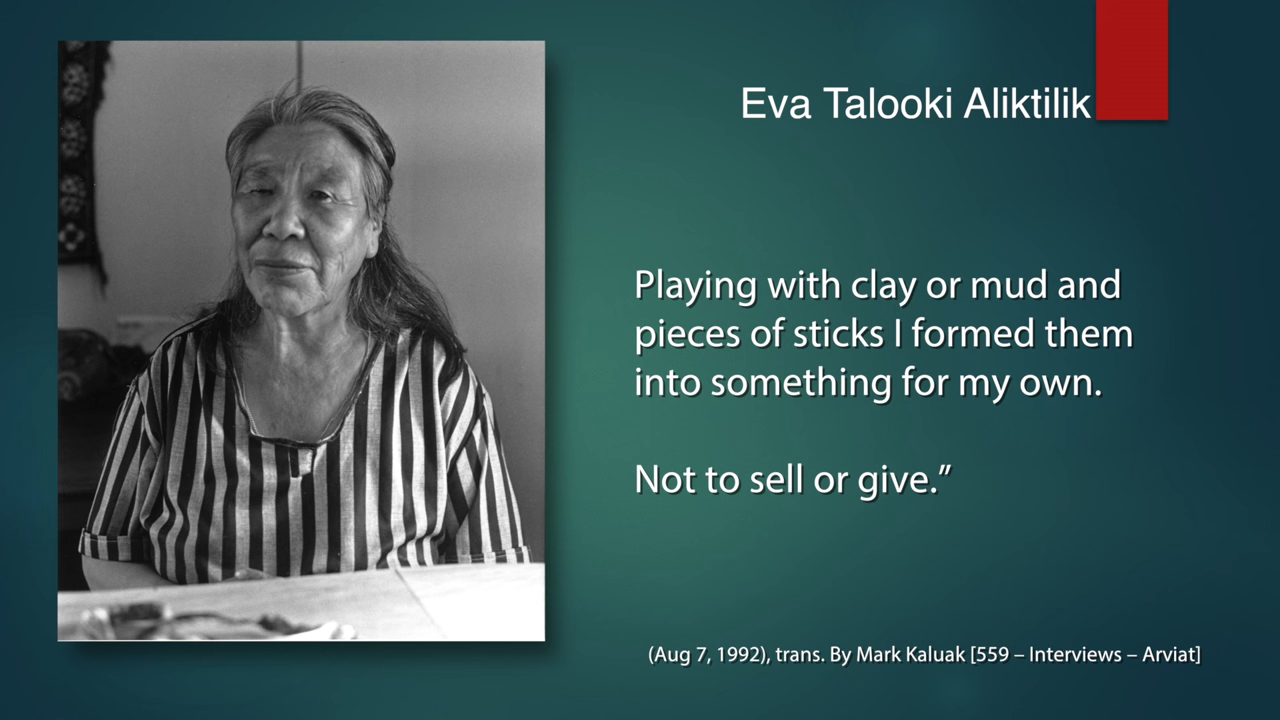 Eva Talooki Aliktilik
Playing with clay or mud and
pieces of sticks I formed them
into something for my own.
Not to sell or give.”
(Aug 7, 1992), trans. By Mark Kaluak [559 – Interviews – Arviat]